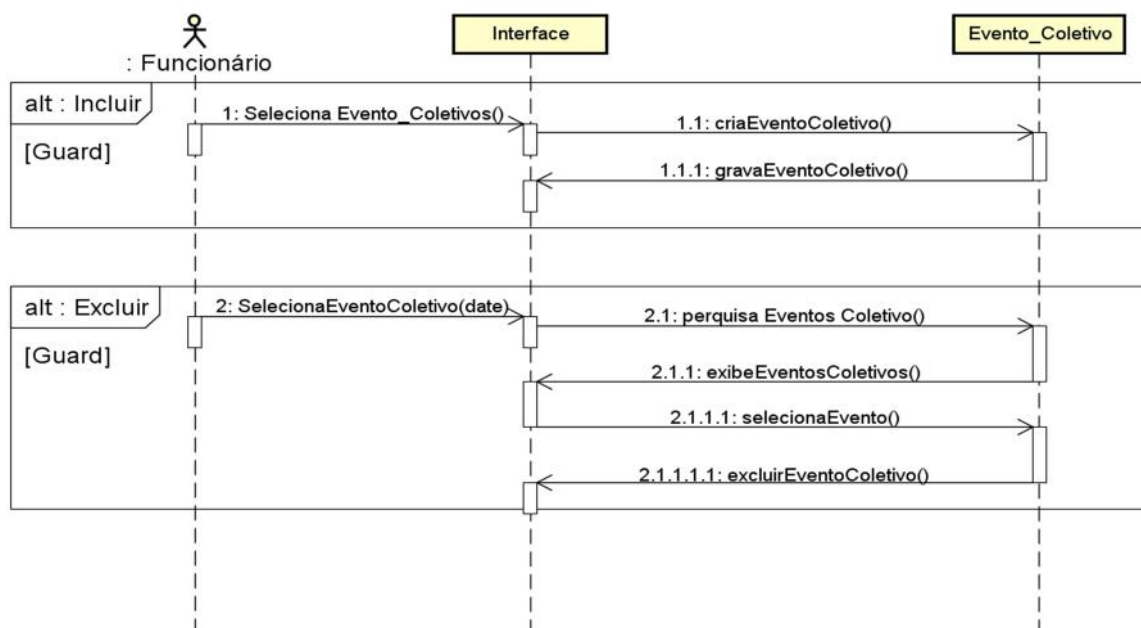 Interface
Evento_Coletivo
: Funcionário
alt : Incluir
1: Seleciona Evento_Coletivos()
1.1: criaEventoColetivo()
[Guard]
1.1.1: gravaEventoColetivo()
alt : Excluir
2: SelecionaEventoColetivo(date)
2.1: perquisa Eventos Coletivo()
[Guard]
2.1.1: exibeEventosColetivos()
2.1.1.1: selecionaEvento()
2.1.1.1.1: excluirEventoColetivo()